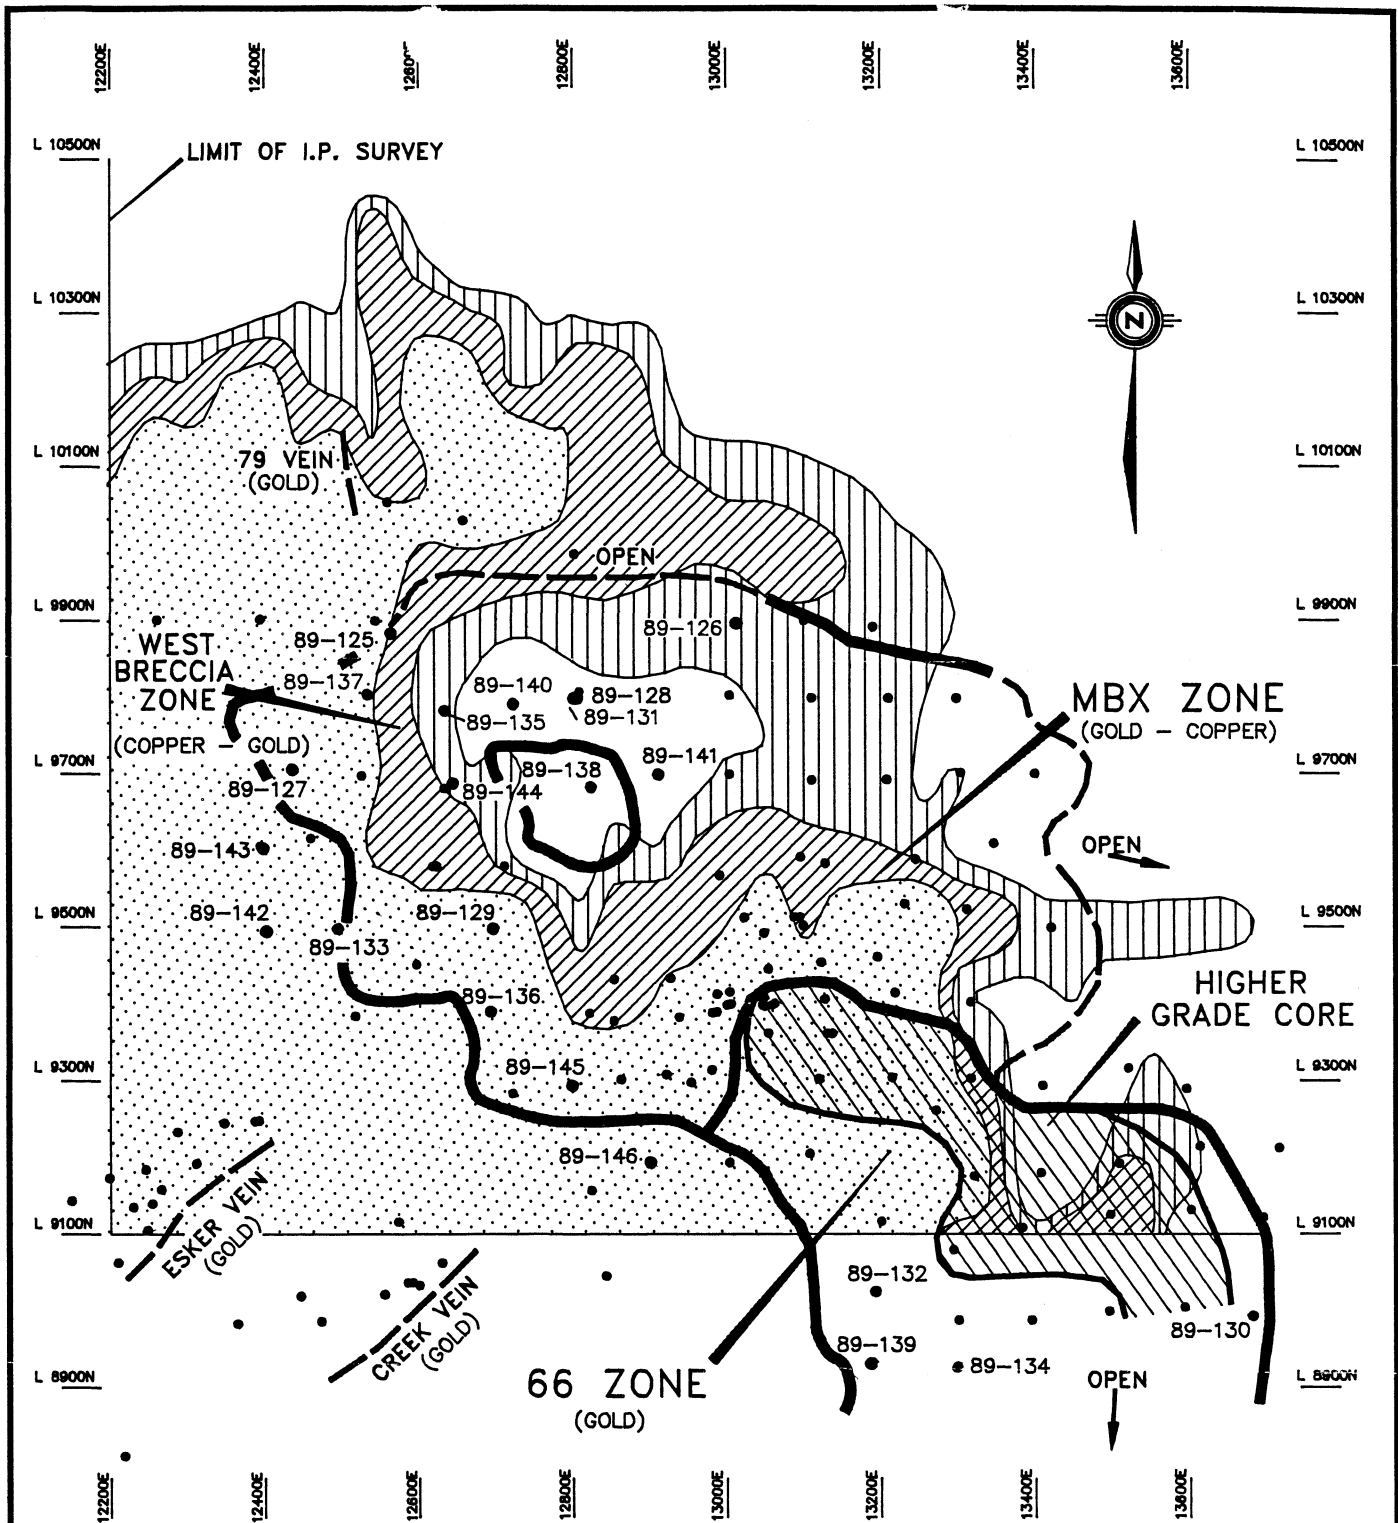 12200E
12400E
1260
12800E
13000E
13200E
13400E
13600E
L 10500N
LIMIT OF I.P. SURVEY
L 10500N
L 10300N
L 10300N
N
L 10100N
79 VEIN
(GOLD)
L 10100N
OPEN
L 9900N
L 9900N
89-125
89-126
WEST
BRECCIA
ZONE
(COPPER - GOLD)
89-137
89-140
89-128
89-135
89-131
MBX ZONE
(GOLD - COPPER)
L 9700N
89-141
89-138
L 9700N
89-127
89-144
89-143
OPEN
L 9500N
89-142
89-129
L 9500N
89-133
89-136
HIGHER
GRADE CORE
L 9300N
89-145
L 9300N
89-146
L 9100N
L 9100N
ESKER VEIN
(GOLD)
CREEK VEIN
(GOLD)
89-132
89-139
89-130
89-134
L 8900N
66 ZONE
(GOLD)
OPEN
L 8900N
12200E
12400E
12600E
12800E
13000E
13200E
13400E
13600E